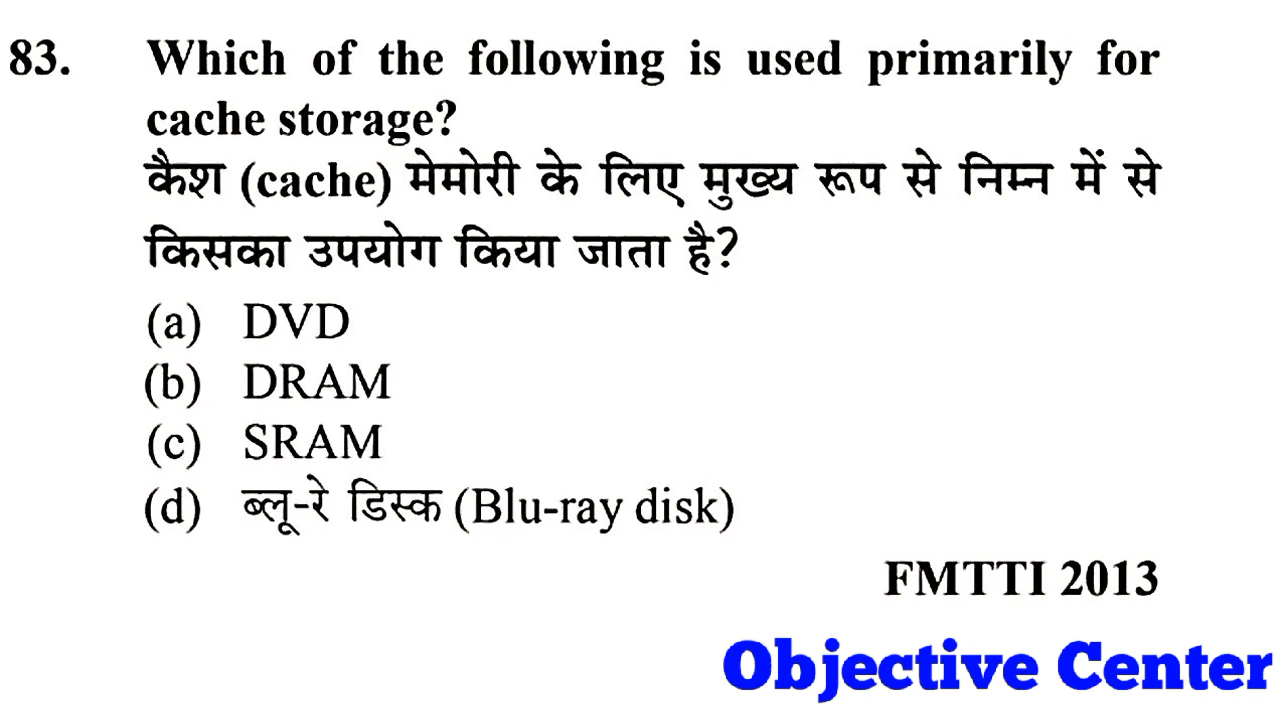 83. Which of the following is used primarily for
cache storage?
कैश (cache) मेमोरी के लिए मुख्य रूप से निम्न में से
किसका उपयोग किया जाता है?
(a) DVD
(b) DRAM
(c) SRAM
(d) ब्लू-रे डिस्क (Blu-ray disk)
FMTTI 2013
Objective Center